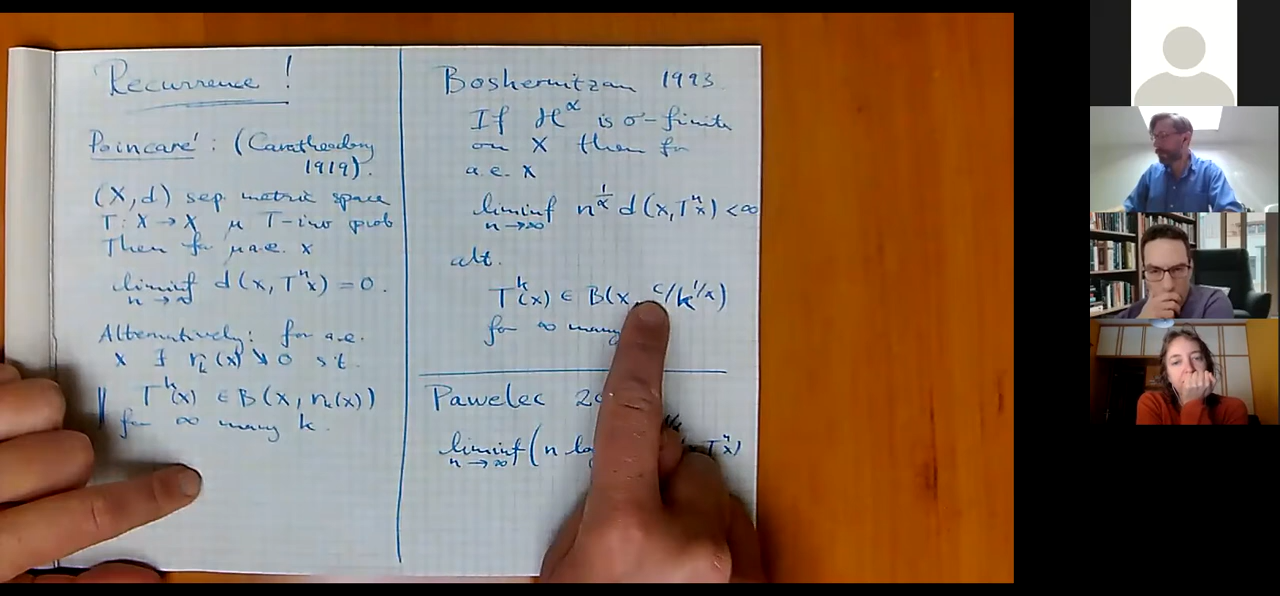 Recurrence !
Poincaré : (Caratheodory
1919).
(X, d) sep. metric space
T : X → X μ T-inv prob
Then for μ a.e. x
liminf d(x, Tⁿx) = 0.
n→∞
Alternatively : for a.e.
x ∃ rₖ(x) ↘ 0 s.t.
Tᵏ(x) ∈ B(x, rₖ(x))
for ∞ many k.
Boshernitzan 1993
If ℋ^α is σ-finite
on X then for
a.e. x
liminf n^{1/α} d(x, Tⁿx) < ∞
n→∞
alt.
Tᵏ(x) ∈ B(x, c/k^{1/α})
for ∞ many
Pawelec
liminf (n Tⁿx)
n→∞